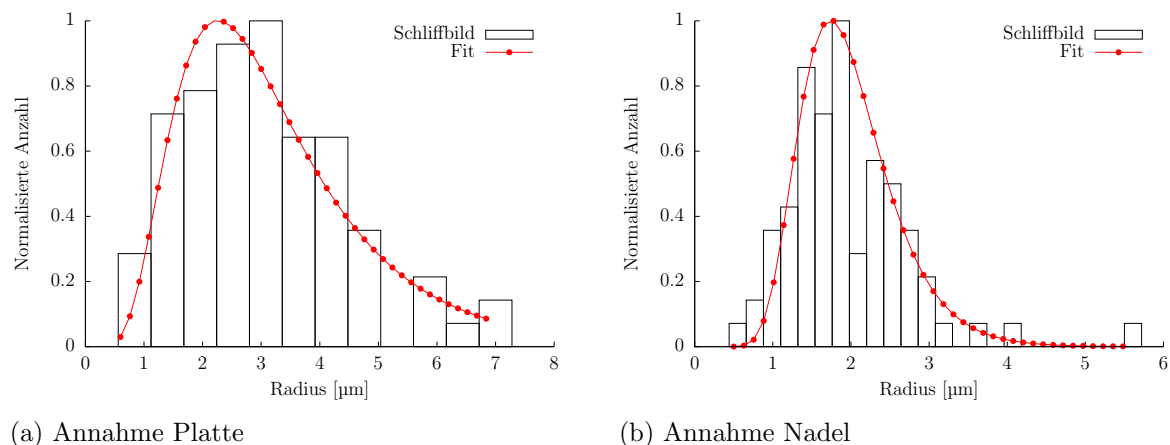 1
0.8
0.6
0.4
0.2
0
0 1 2 3 4 5 6 7 8
Normalisierte Anzahl
Radius [µm]
Schliffbild
Fit
(a) Annahme Platte
1
0.8
0.6
0.4
0.2
0
0 1 2 3 4 5 6
Normalisierte Anzahl
Radius [µm]
Schliffbild
Fit
(b) Annahme Nadel